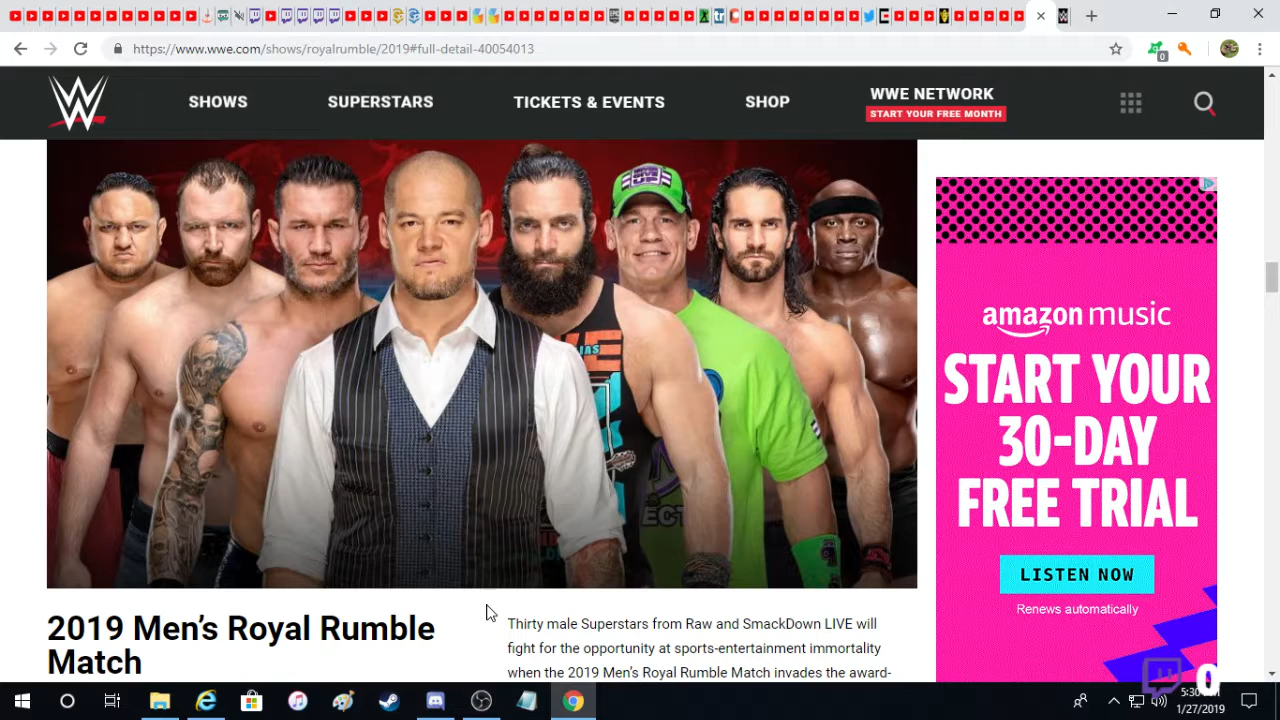 https://www.wwe.com/shows/royalrumble/2019#full-detail-40054013
0
SHOWS
SUPERSTARS
TICKETS & EVENTS
SHOP
WWE NETWORK
START YOUR FREE MONTH
amazon music
START YOUR
30-DAY
FREE TRIAL
LISTEN NOW
Renews automatically
2019 Men’s Royal Rumble
Match
Thirty male Superstars from Raw and SmackDown LIVE will
fight for the opportunity at sports-entertainment immortality
when the 2019 Men’s Royal Rumble Match invades the award-
0
1/27/2019